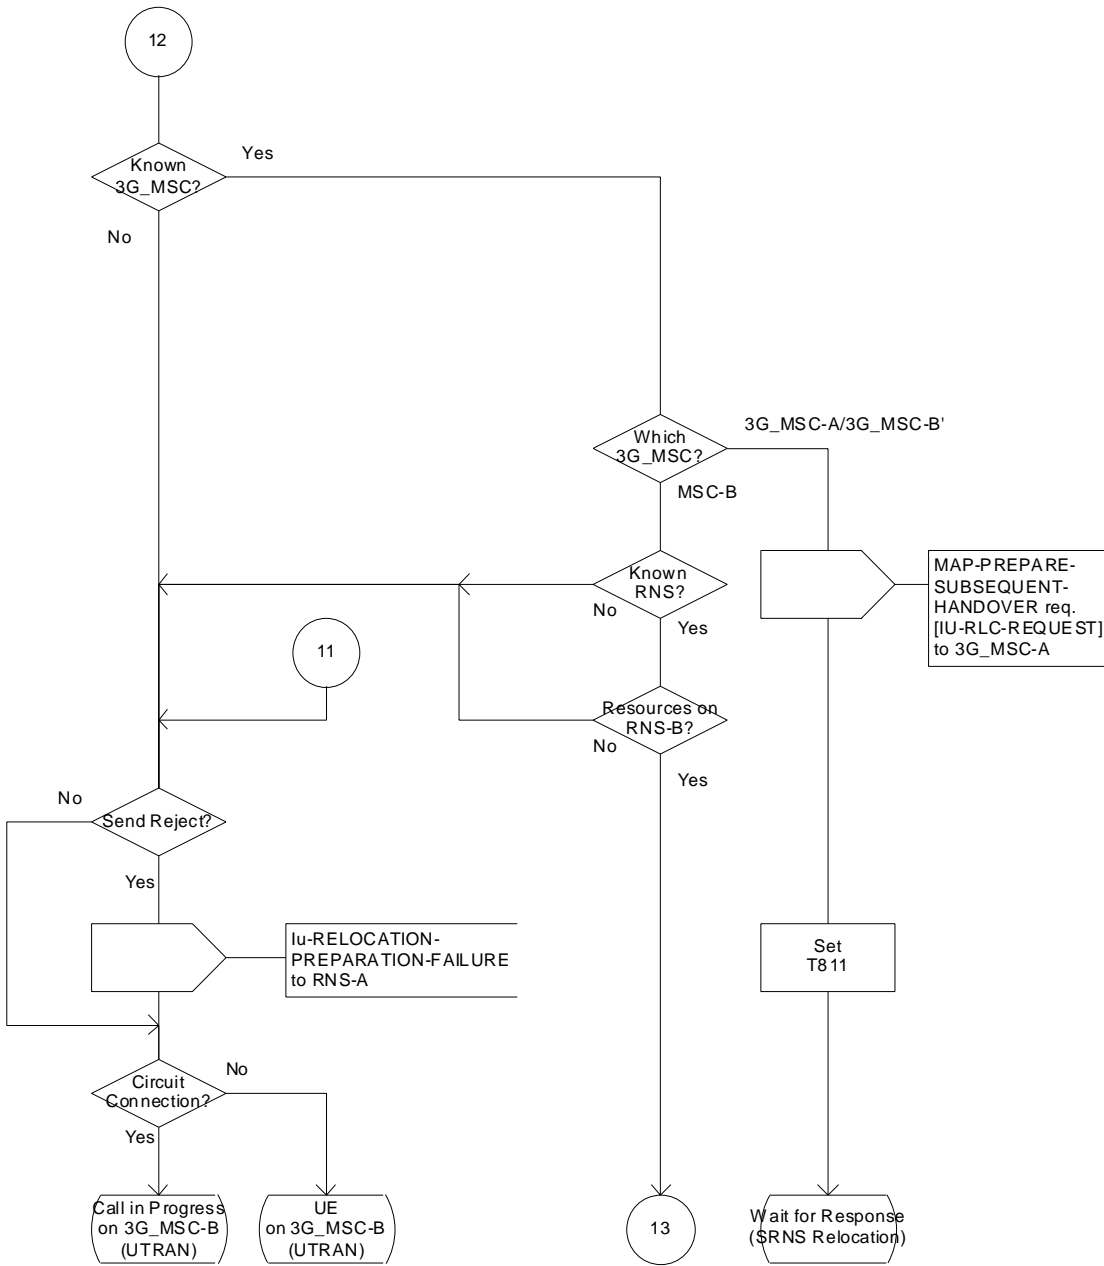 12
Known
3G_MSC?
Yes
No
Which
3G_MSC?
3G_MSC-A/3G_MSC-B'
MSC-B
Known
RNS?
No
Yes
MAP-PREPARE-
SUBSEQUENT-
HANDOVER req.
[IU-RLC-REQUEST]
to 3G_MSC-A
11
Resources on
RNS-B?
No
Yes
No
Send Reject?
Yes
Iu-RELOCATION-
PREPARATION-FAILURE
to RNS-A
Set
T811
Circuit
Connection?
No
Yes
Call in Progress
on 3G_MSC-B
(UTRAN)
UE
on 3G_MSC-B
(UTRAN)
13
Wait for Response
(SRNS Relocation)